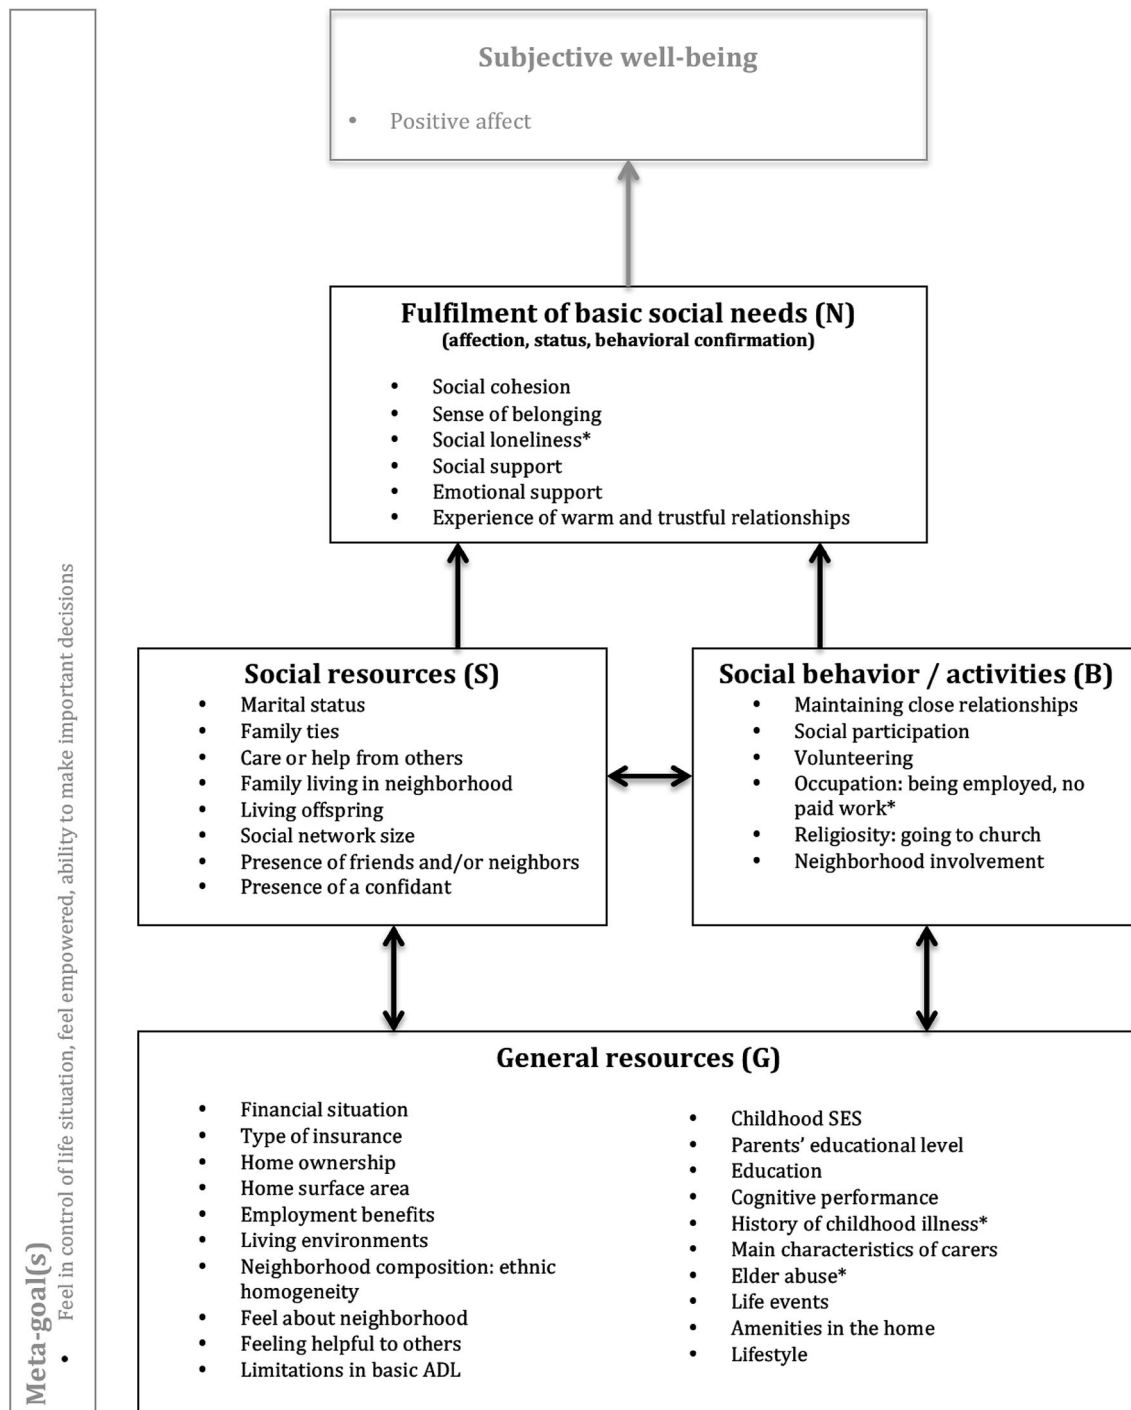 Subjective well-being
• Positive affect
Fulfilment of basic social needs (N)
(affection, status, behavioral confirmation)
• Social cohesion
• Sense of belonging
• Social loneliness*
• Social support
• Emotional support
• Experience of warm and trustful relationships
Social resources (S)
• Marital status
• Family ties
• Care or help from others
• Family living in neighborhood
• Living offspring
• Social network size
• Presence of friends and/or neighbors
• Presence of a confidant
Social behavior / activities (B)
• Maintaining close relationships
• Social participation
• Volunteering
• Occupation: being employed, no
paid work*
• Religiosity: going to church
• Neighborhood involvement
General resources (G)
• Financial situation
• Type of insurance
• Home ownership
• Home surface area
• Employment benefits
• Living environments
• Neighborhood composition: ethnic
homogeneity
• Feel about neighborhood
• Feeling helpful to others
• Limitations in basic ADL
• Childhood SES
• Parents’ educational level
• Education
• Cognitive performance
• History of childhood illness*
• Main characteristics of carers
• Elder abuse*
• Life events
• Amenities in the home
• Lifestyle
Meta-goal(s)
• Feel in control of life situation, feel empowered, ability to make important decisions